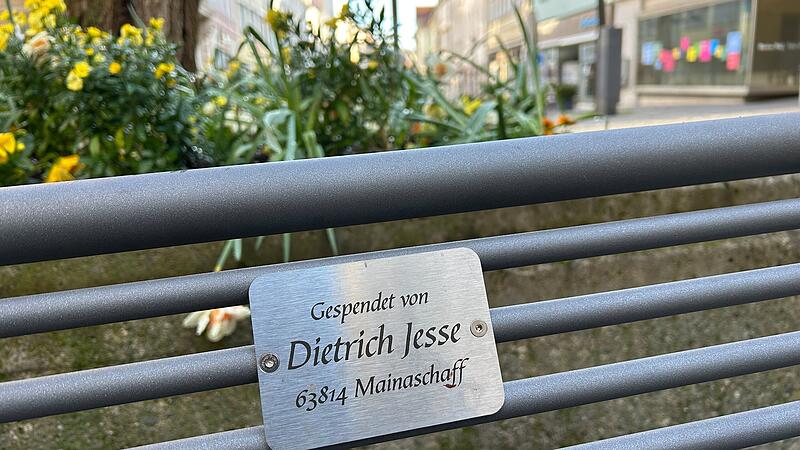 Gespendet von
Dietrich Jesse
63814 Mainaschaff